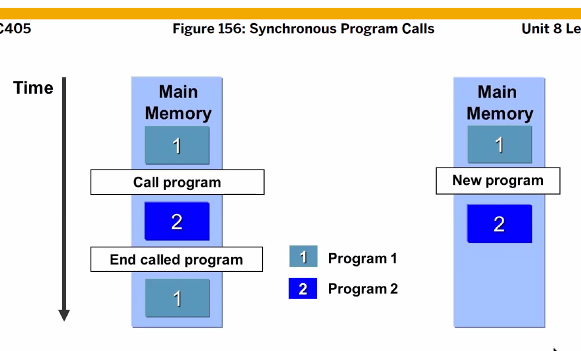 C405 Figure 156: Synchronous Program Calls Unit 8 Le
Time
Main
Memory
1
Call program
2
End called program
1
1 Program 1
2 Program 2
Main
Memory
1
New program
2